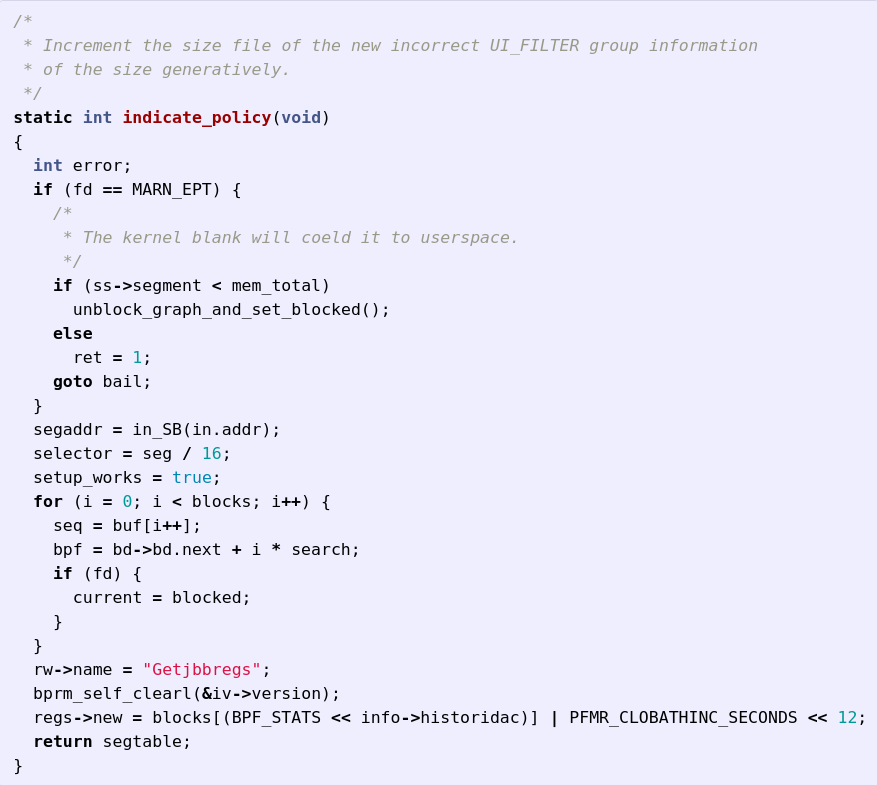 /*
 * Increment the size file of the new incorrect UI_FILTER group information
 * of the size generatively.
 */
static int indicate_policy(void)
{
  int error;
  if (fd == MARN_EPT) {
    /*
     * The kernel blank will coeld it to userspace.
     */
    if (ss->segment < mem_total)
      unblock_graph_and_set_blocked();
    else
      ret = 1;
    goto bail;
  }
  segaddr = in_SB(in.addr);
  selector = seg / 16;
  setup_works = true;
  for (i = 0; i < blocks; i++) {
    seq = buf[i++];
    bpf = bd->bd.next + i * search;
    if (fd) {
      current = blocked;
    }
  }
  rw->name = "Getjbbregs";
  bprm_self_clearl(&iv->version);
  regs->new = blocks[(BPF_STATS << info->historidac)] | PFMR_CLOBATHINC_SECONDS << 12;
  return segtable;
}